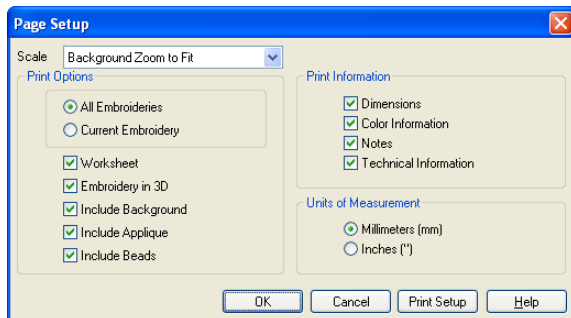 Page Setup
Scale Background Zoom to Fit
Print Options
All Embroideries
Current Embroidery
Worksheet
Embroidery in 3D
Include Background
Include Applique
Include Beads
Print Information
Dimensions
Color Information
Notes
Technical Information
Units of Measurement
Millimeters (mm)
Inches (")
OK Cancel Print Setup Help